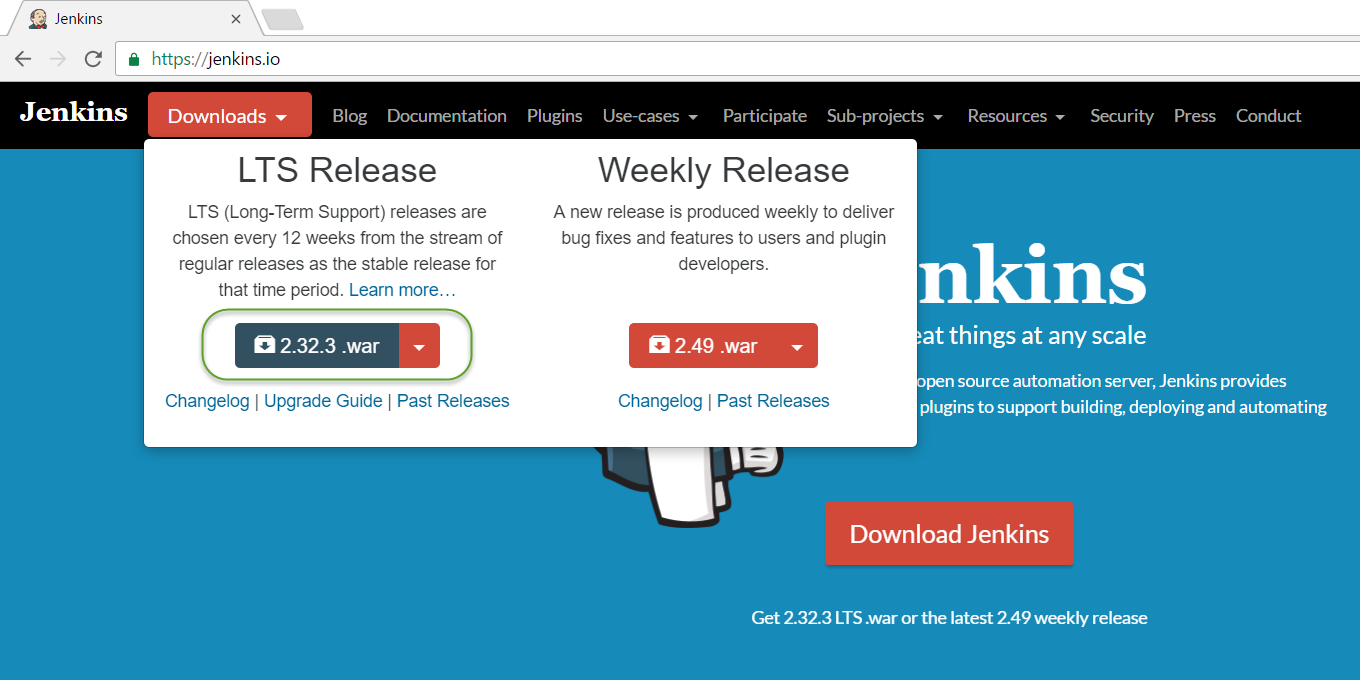 Jenkins
https://jenkins.io
Jenkins
Downloads
Blog
Documentation
Plugins
Use-cases
Participate
Sub-projects
Resources
Security
Press
Conduct
LTS Release
LTS (Long-Term Support) releases are
chosen every 12 weeks from the stream of
regular releases as the stable release for
that time period. Learn more…
2.32.3 .war
Changelog | Upgrade Guide | Past Releases
Weekly Release
A new release is produced weekly to deliver
bug fixes and features to users and plugin
developers.
2.49 .war
Changelog | Past Releases
nkins
eat things at any scale
open source automation server, Jenkins provides
plugins to support building, deploying and automating
Download Jenkins
Get 2.32.3 LTS .war or the latest 2.49 weekly release